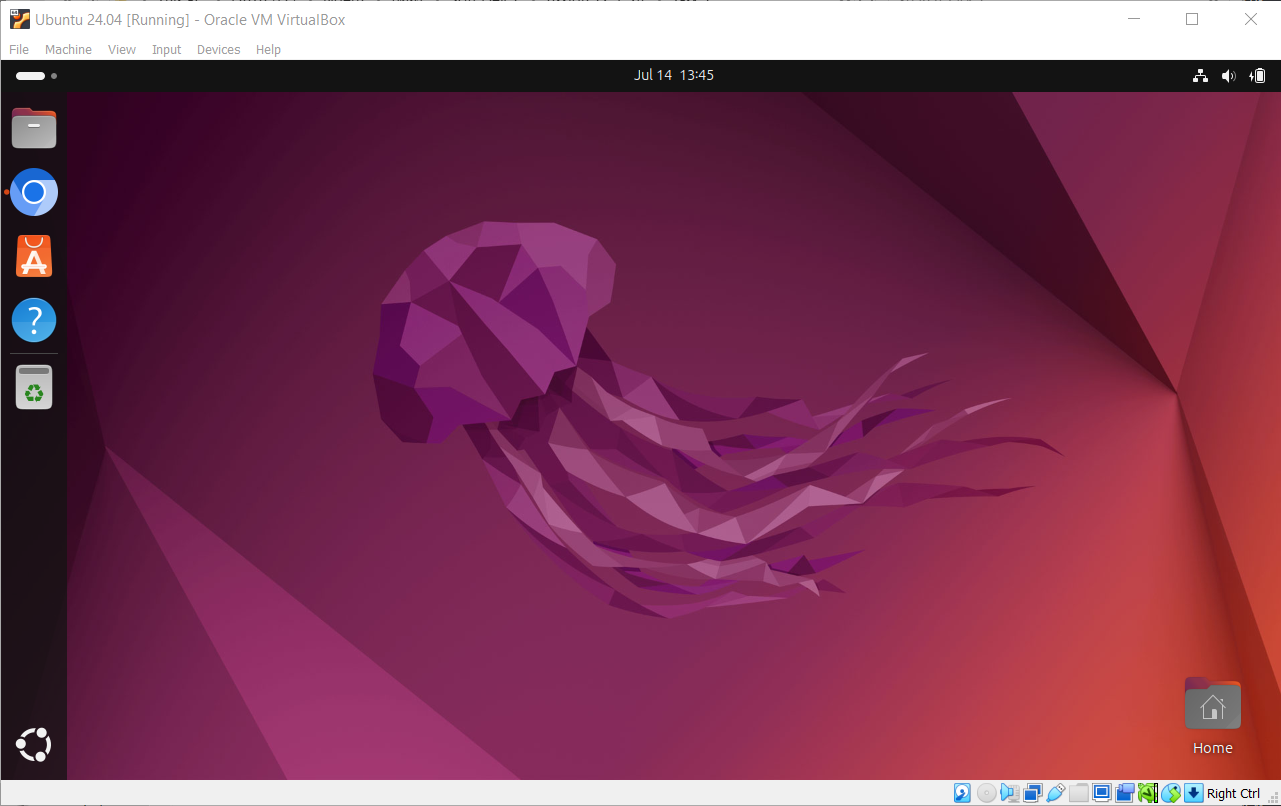 Ubuntu 24.04 [Running] - Oracle VM VirtualBox
File Machine View Input Devices Help
Jul 14 13:45
Home
Right Ctrl